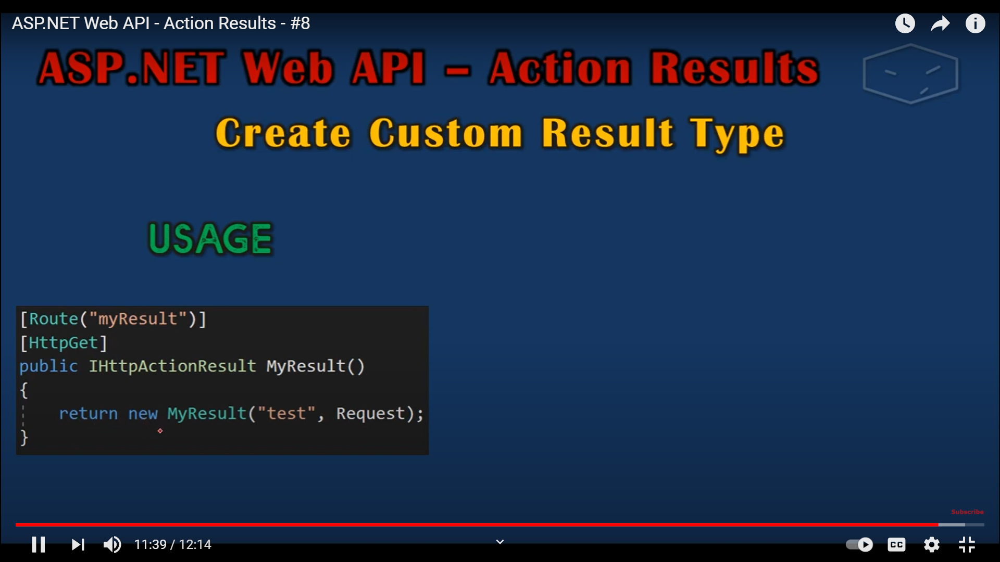 ASP.NET Web API - Action Results - #8
ASP.NET Web API – Action Results
Create Custom Result Type
USAGE
[Route("myResult")]
[HttpGet]
public IHttpActionResult MyResult()
{
    return new MyResult("test", Request);
}
Subscribe
11:39 / 12:14
CC